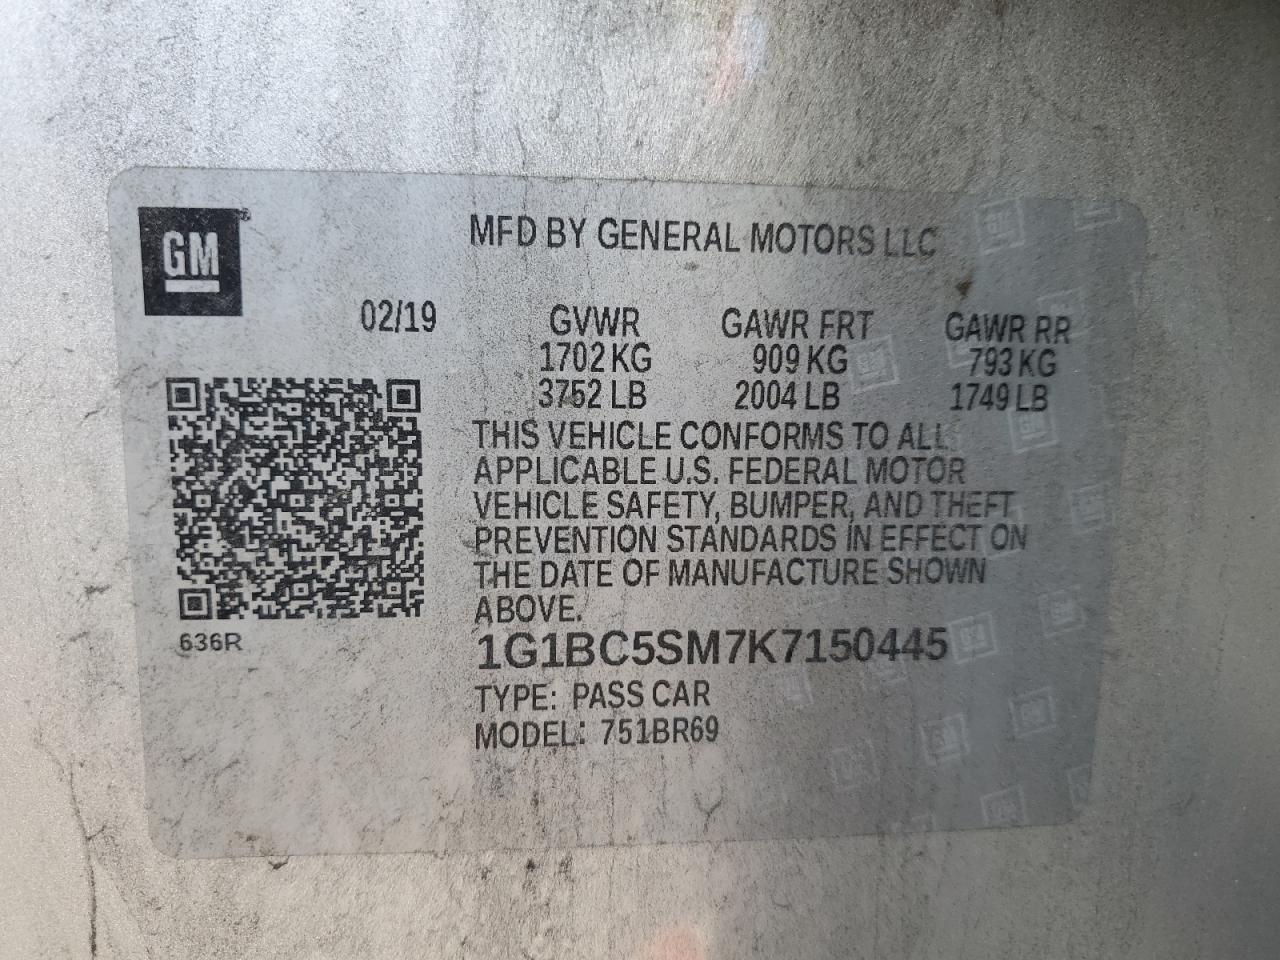 GM®
MFD BY GENERAL MOTORS LLC
02/19
GVWR GAWR FRT GAWR RR
1702 KG 909 KG 793 KG
3752 LB 2004 LB 1749 LB
THIS VEHICLE CONFORMS TO ALL
APPLICABLE U.S. FEDERAL MOTOR
VEHICLE SAFETY, BUMPER, AND THEFT
PREVENTION STANDARDS IN EFFECT ON
THE DATE OF MANUFACTURE SHOWN
ABOVE.
636R
1G1BC5SM7K7150445
TYPE: PASS CAR
MODEL: 751BR69